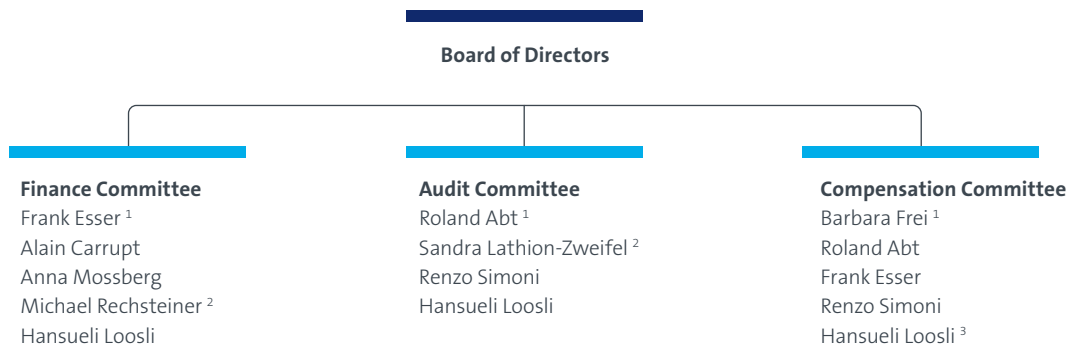 Board of Directors
Finance Committee
Frank Esser 1
Alain Carrupt
Anna Mossberg
Michael Rechsteiner 2
Hansueli Loosli
Audit Committee
Roland Abt 1
Sandra Lathion-Zweifel 2
Renzo Simoni
Hansueli Loosli
Compensation Committee
Barbara Frei 1
Roland Abt
Frank Esser
Renzo Simoni
Hansueli Loosli 3